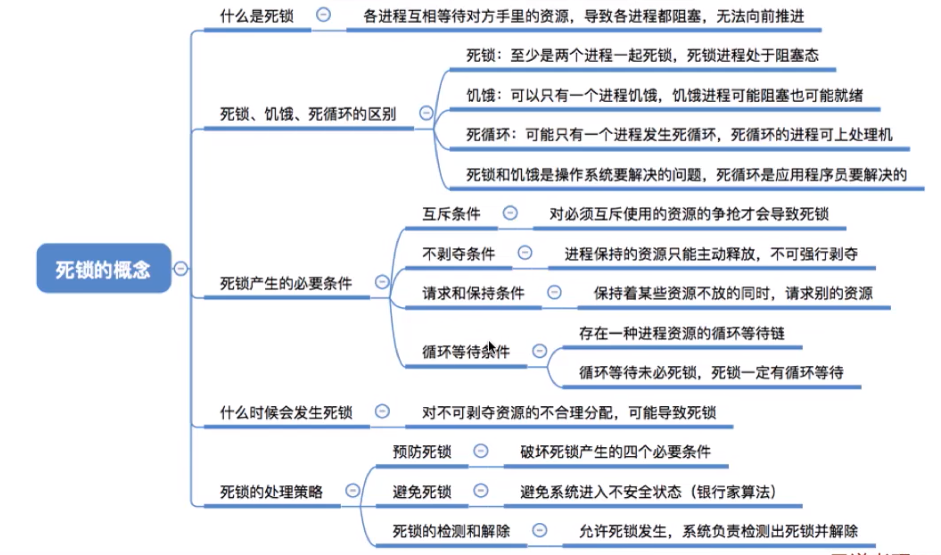 什么是死锁
各进程互相等待对方手里的资源，导致各进程都阻塞，无法向前推进
死锁、饥饿、死循环的区别
死锁：至少是两个进程一起死锁，死锁进程处于阻塞态
饥饿：可以只有一个进程饥饿，饥饿进程可能阻塞也可能就绪
死循环：可能只有一个进程发生死循环，死循环的进程可上处理机
死锁和饥饿是操作系统要解决的问题，死循环是应用程序员要解决的
死锁的概念
死锁产生的必要条件
互斥条件
对必须互斥使用的资源的争抢才会导致死锁
不剥夺条件
进程保持的资源只能主动释放，不可强行剥夺
请求和保持条件
保持着某些资源不放的同时，请求别的资源
循环等待条件
存在一种进程资源的循环等待链
循环等待未必死锁，死锁一定有循环等待
什么时候会发生死锁
对不可剥夺资源的不合理分配，可能导致死锁
死锁的处理策略
预防死锁
破坏死锁产生的四个必要条件
避免死锁
避免系统进入不安全状态（银行家算法）
死锁的检测和解除
允许死锁发生，系统负责检测出死锁并解除